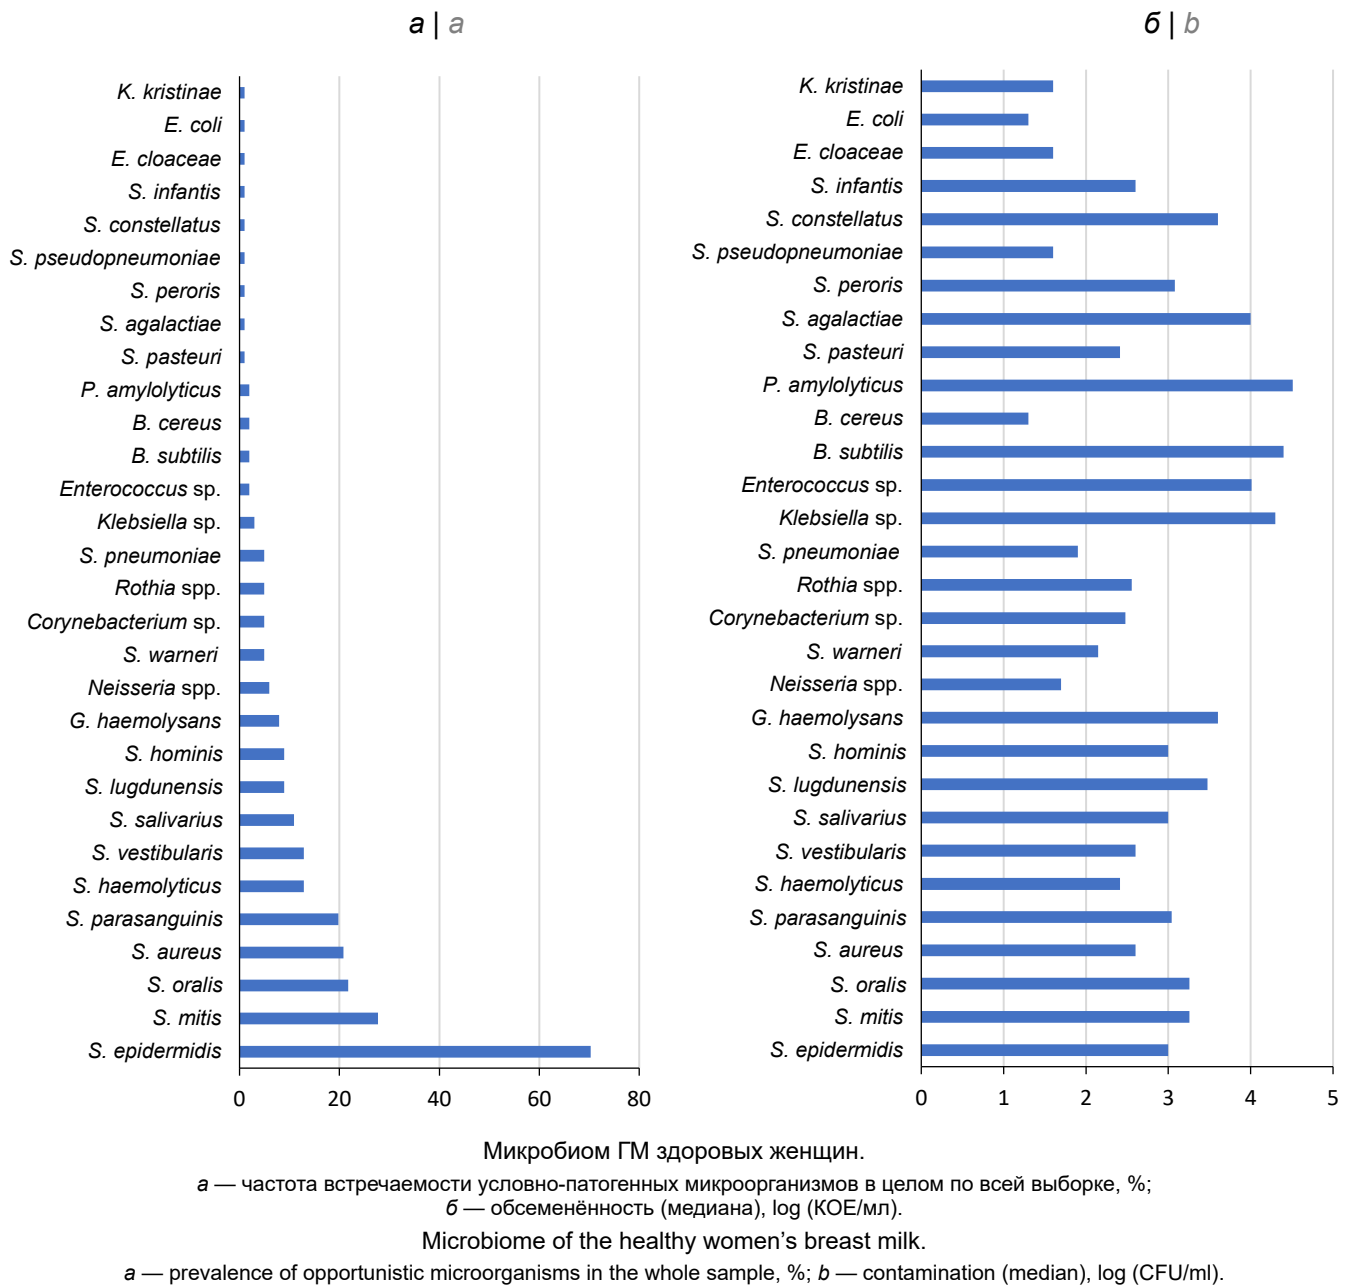 а | a
K. kristinae
E. coli
E. cloaceae
S. infantis
S. constellatus
S. pseudopneumoniae
S. peroris
S. agalactiae
S. pasteuri
P. amylolyticus
B. cereus
B. subtilis
Enterococcus sp.
Klebsiella sp.
S. pneumoniae
Rothia spp.
Corynebacterium sp.
S. warneri
Neisseria spp.
G. haemolysans
S. hominis
S. lugdunensis
S. salivarius
S. vestibularis
S. haemolyticus
S. parasanguinis
S. aureus
S. oralis
S. mitis
S. epidermidis
0 20 40 60 80
б | b
K. kristinae
E. coli
E. cloaceae
S. infantis
S. constellatus
S. pseudopneumoniae
S. peroris
S. agalactiae
S. pasteuri
P. amylolyticus
B. cereus
B. subtilis
Enterococcus sp.
Klebsiella sp.
S. pneumoniae
Rothia spp.
Corynebacterium sp.
S. warneri
Neisseria spp.
G. haemolysans
S. hominis
S. lugdunensis
S. salivarius
S. vestibularis
S. haemolyticus
S. parasanguinis
S. aureus
S. oralis
S. mitis
S. epidermidis
0 1 2 3 4 5
Микробиом ГМ здоровых женщин.
а — частота встречаемости условно-патогенных микроорганизмов в целом по всей выборке, %;
б — обсеменённость (медиана), log (КОЕ/мл).
Microbiome of the healthy women's breast milk.
a — prevalence of opportunistic microorganisms in the whole sample, %; b — contamination (median), log (CFU/ml).